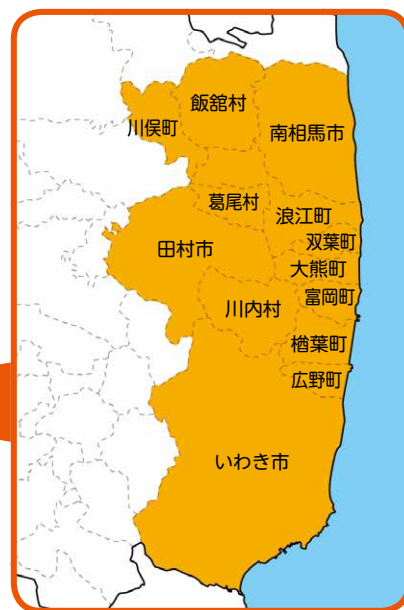 飯舘村
川俣町
南相馬市
葛尾村
浪江町
双葉町
田村市
大熊町
富岡町
川内村
楢葉町
広野町
いわき市